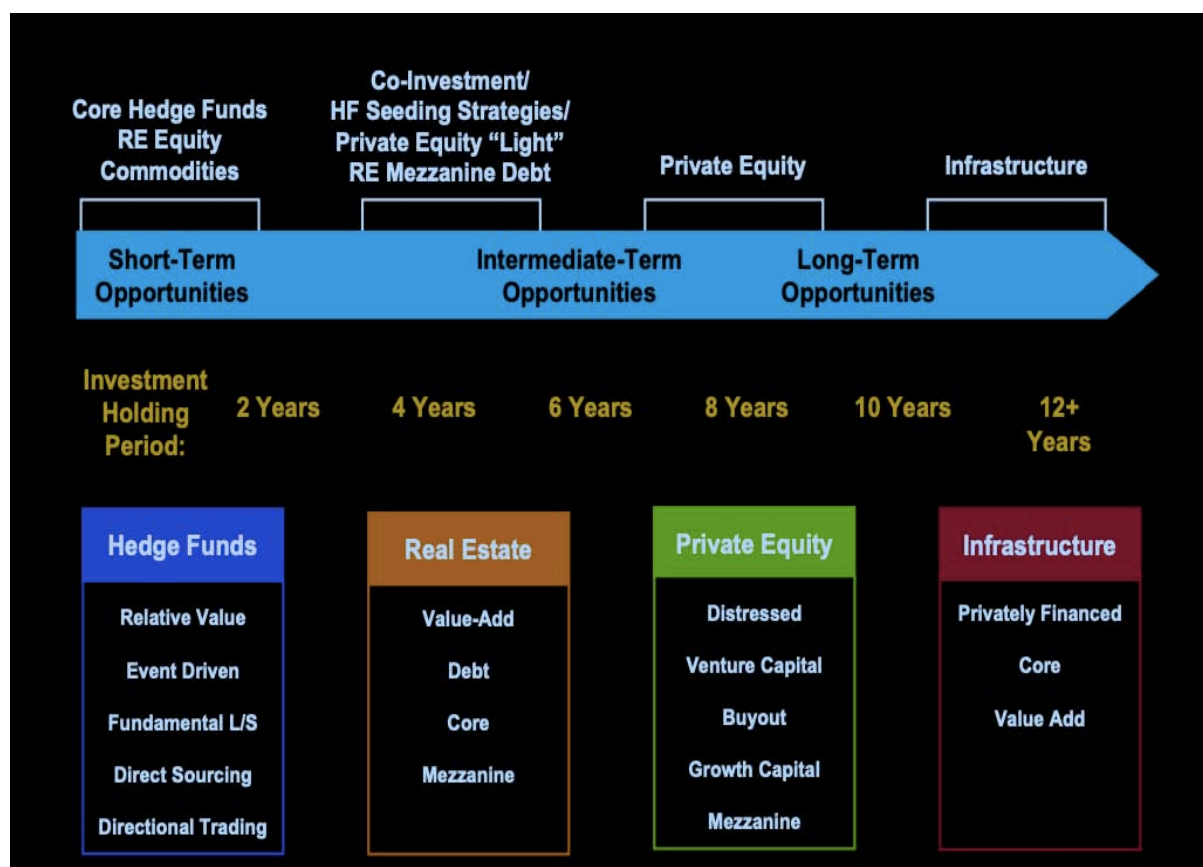 Core Hedge Funds
RE Equity
Commodities
Co-Investment/
HF Seeding Strategies/
Private Equity “Light”
RE Mezzanine Debt
Private Equity
Infrastructure
Short-Term
Opportunities
Intermediate-Term
Opportunities
Long-Term
Opportunities
Investment
Holding
Period:
2 Years
4 Years
6 Years
8 Years
10 Years
12+
Years
Hedge Funds
Relative Value
Event Driven
Fundamental L/S
Direct Sourcing
Directional Trading
Real Estate
Value-Add
Debt
Core
Mezzanine
Private Equity
Distressed
Venture Capital
Buyout
Growth Capital
Mezzanine
Infrastructure
Privately Financed
Core
Value Add